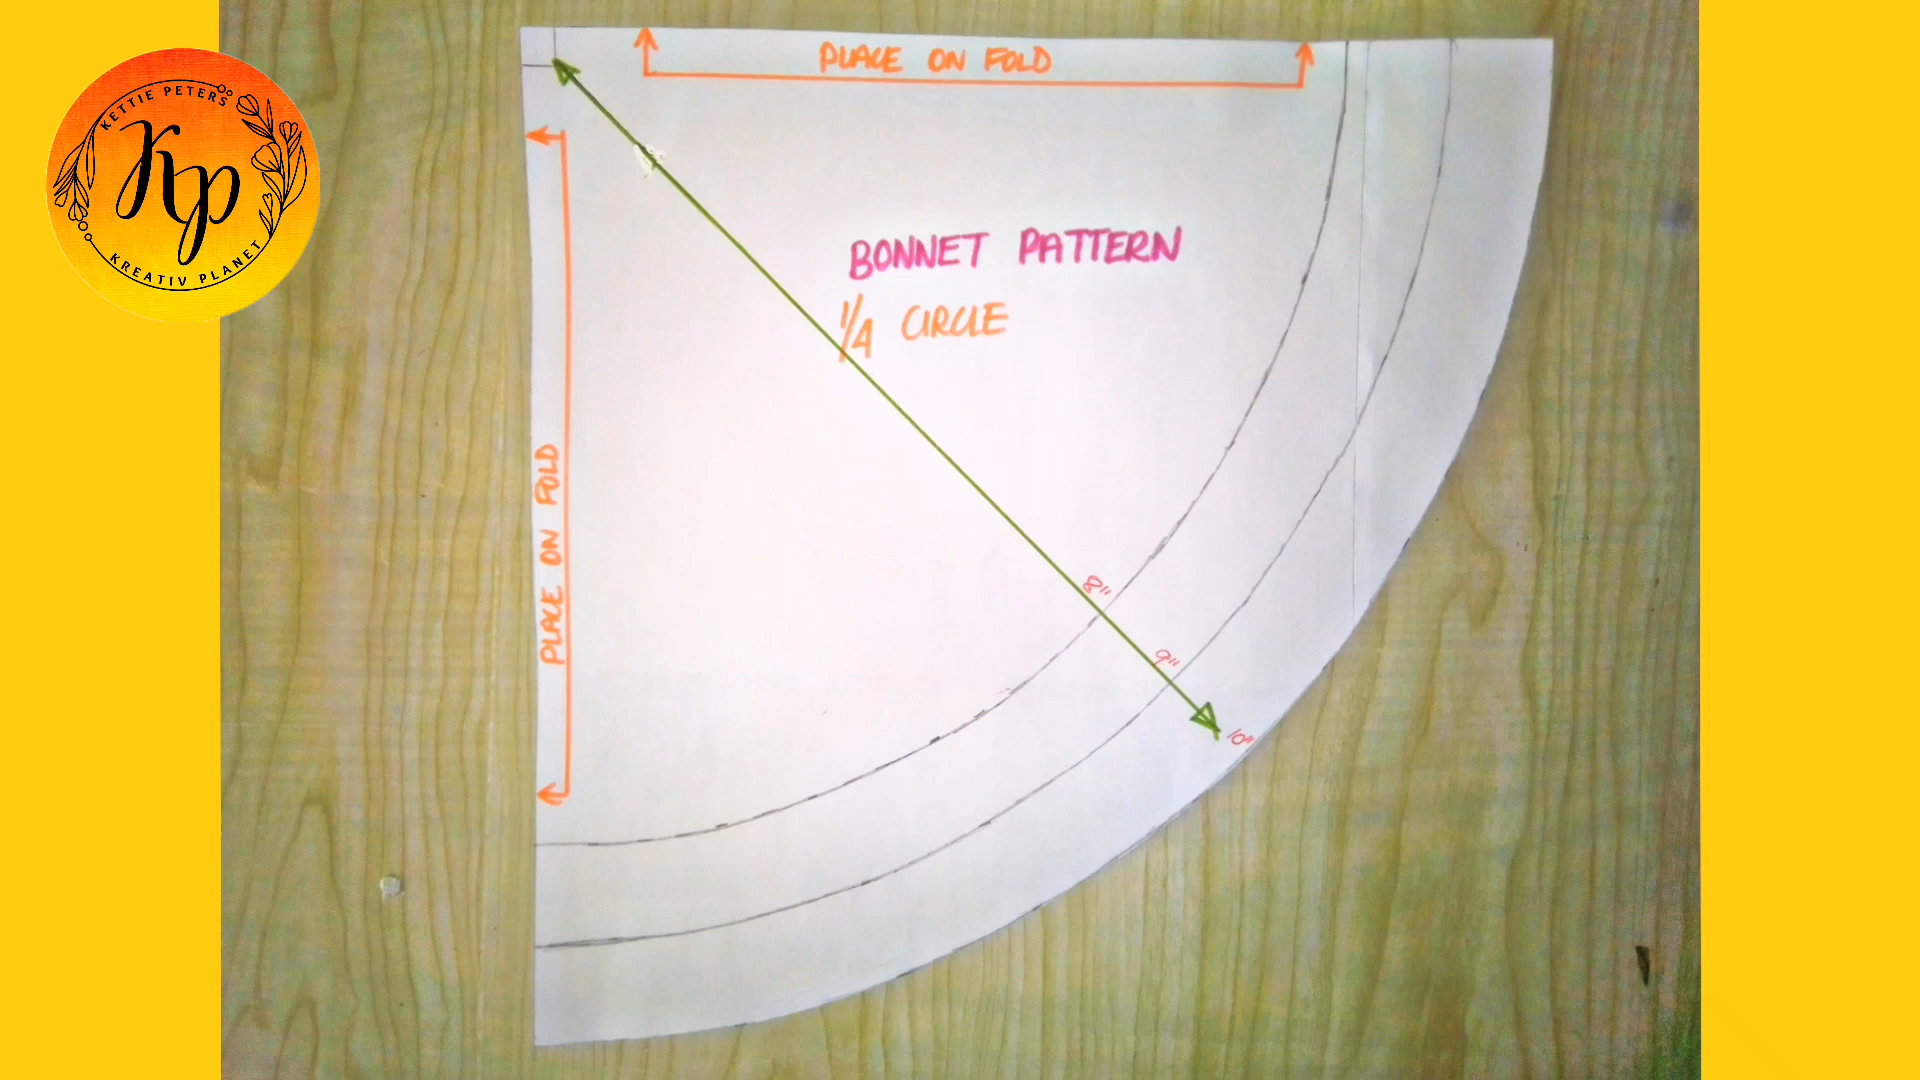 KETTIE PETERS
Kp
KREATIV PLANET
PLACE ON FOLD
PLACE ON FOLD
BONNET PATTERN
1/4 CIRCLE
8"
9"
10"